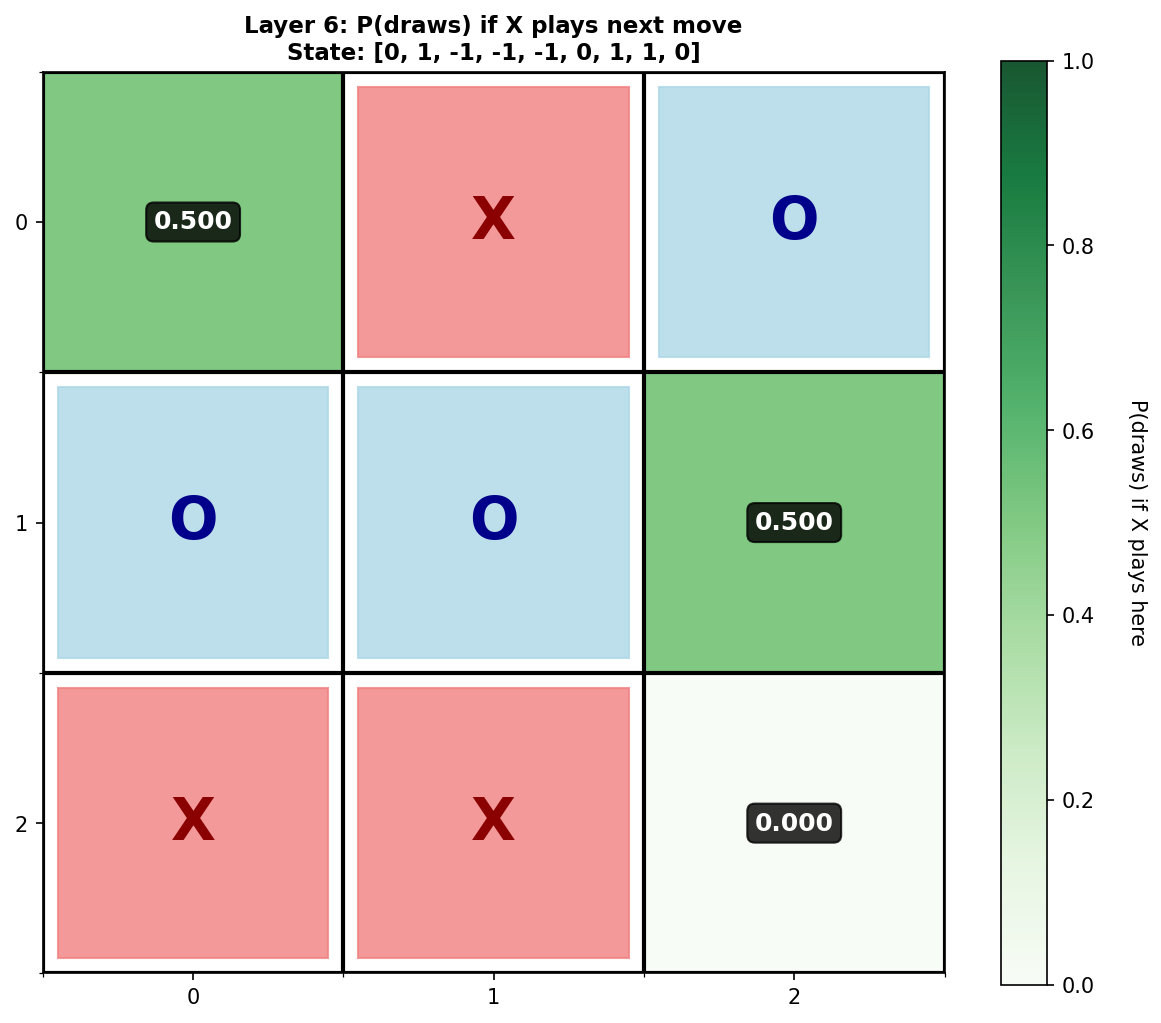 Layer 6: P(draws) if X plays next move
State: [0, 1, -1, -1, -1, 0, 1, 1, 0]
0
0.500
X
O
1
O
O
0.500
2
X
X
0.000
0
1
2
1.0
0.8
0.6
0.4
0.2
0.0
P(draws) if X plays here